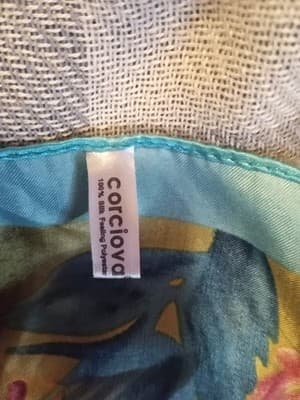 corciova
100% Silk Feeling Polyester